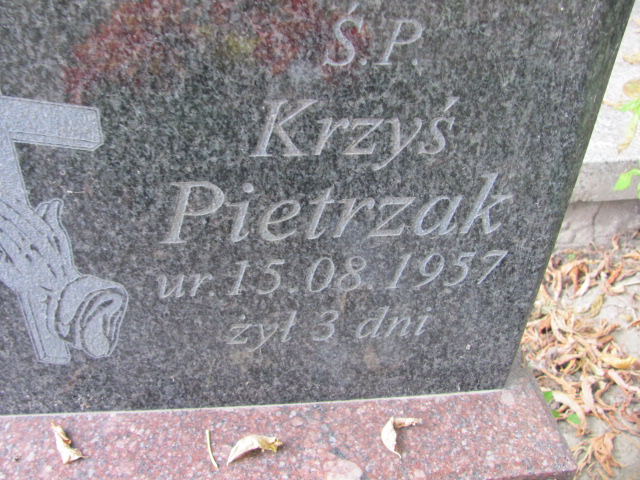 Ś.P.
Krzyś
Pietrzak
ur. 15.08.1957
żył 3 dni